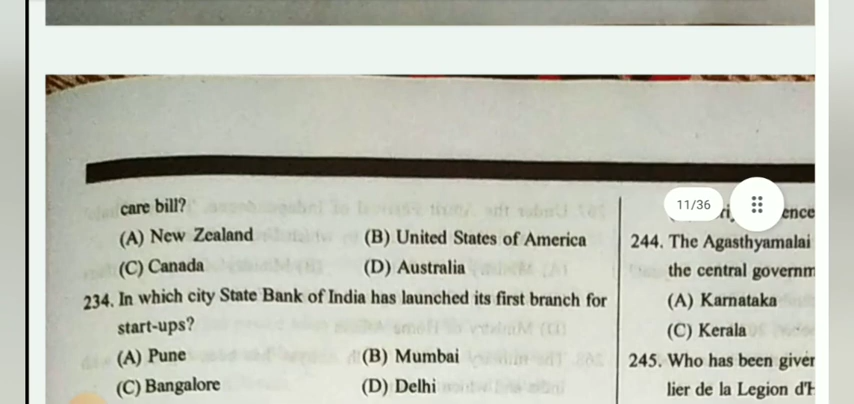 care bill?
(A) New Zealand (B) United States of America
(C) Canada (D) Australia
234. In which city State Bank of India has launched its first branch for
start-ups?
(A) Pune (B) Mumbai
(C) Bangalore (D) Delhi
11/36
ence
244. The Agasthyamalai
the central governm
(A) Karnataka
(C) Kerala
245. Who has been given
lier de la Legion d'H